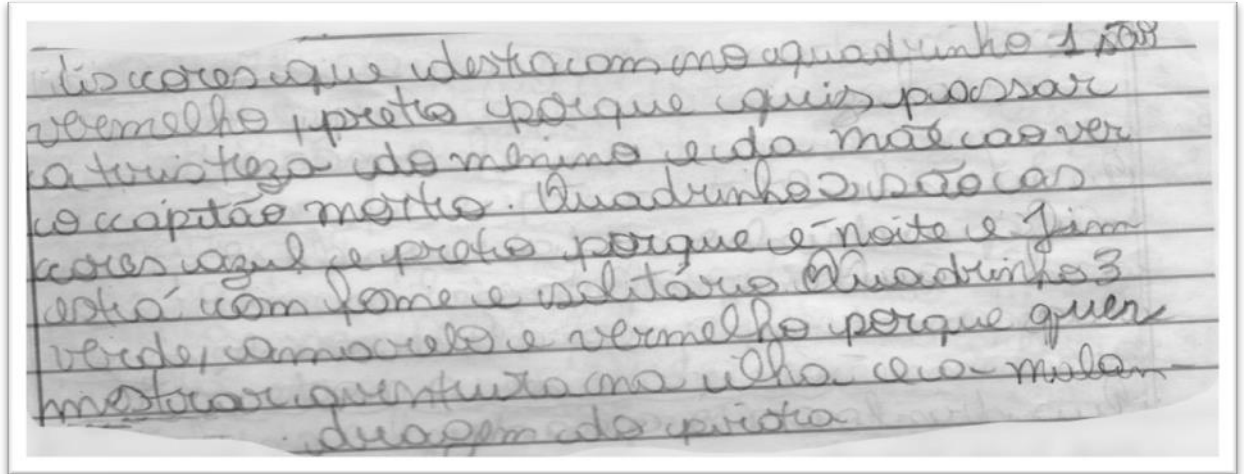 As cores que destacam no quadrinho 1 são
vermelho, preto porque quis passar
a tristeza do menino e da mãe ao ver
o capitão morto. Quadrinho 2 são as
cores azul e preto porque é noite e Jim
está com fome e solitário Quadrinho 3
verde, amarelo e vermelho porque quer
mostrar quentura na ilha e a malan-
dragem do pirata